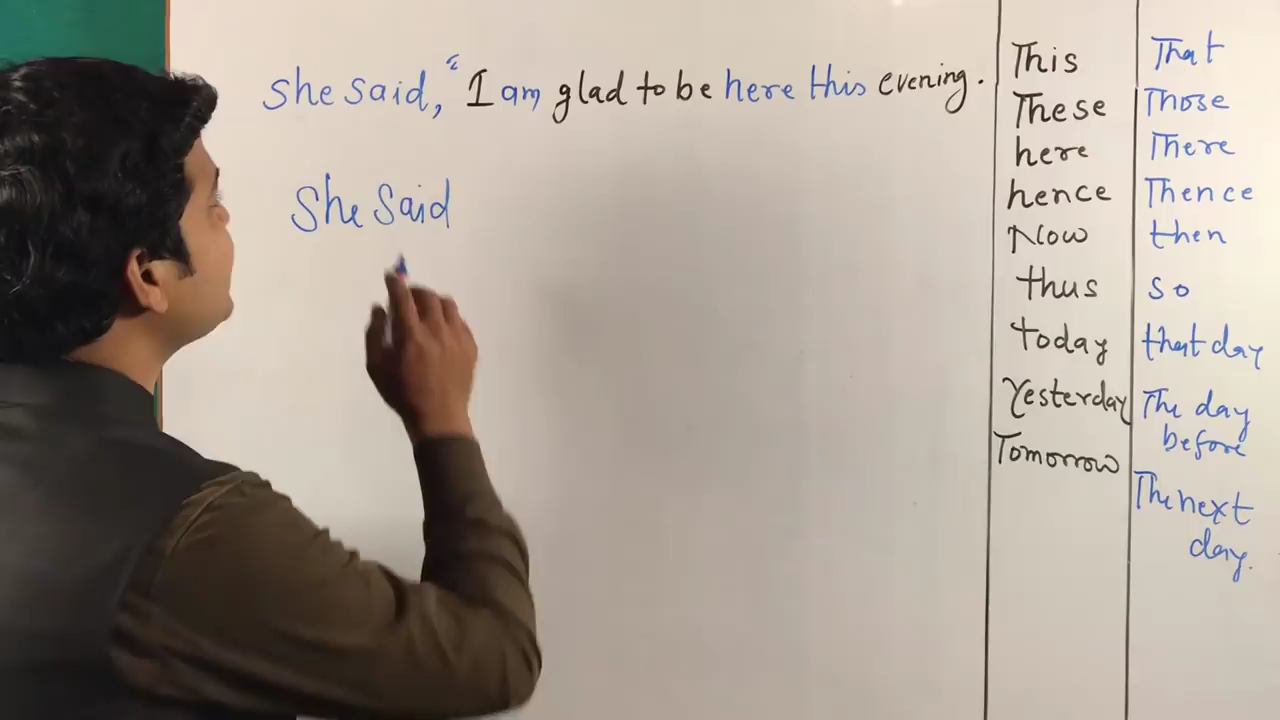 she said, “I am glad to be here this evening.
She Said
This That
These Those
here There
hence Thence
Now then
thus so
today that day
Yesterday The day before
Tomorrow The next day.